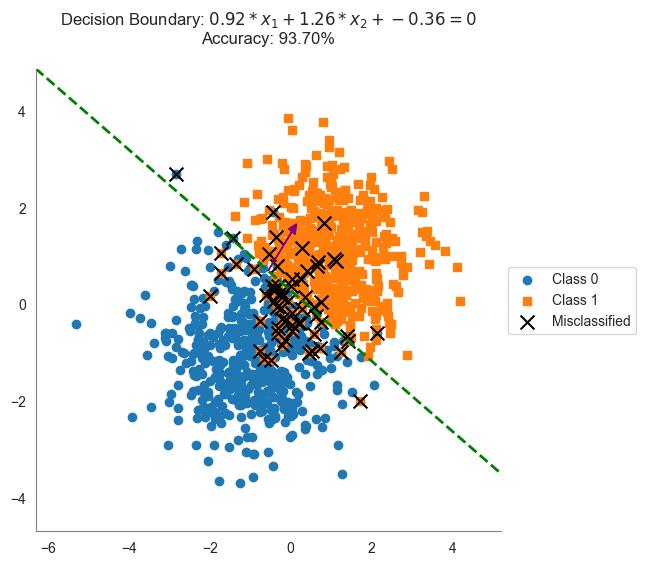 Decision Boundary: 0.92 * x₁ + 1.26 * x₂ + −0.36 = 0
Accuracy: 93.70%
4
2
0
−2
−4
−6
−4
−2
0
2
4
Class 0
Class 1
Misclassified